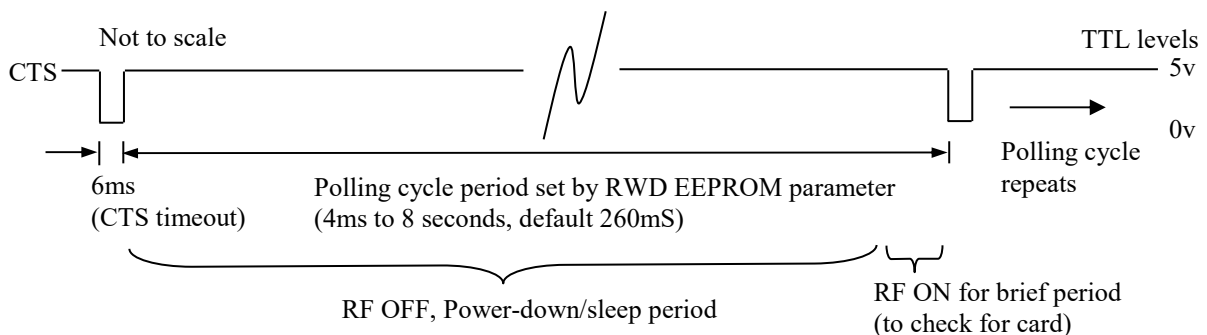 Not to scale
TTL levels
CTS
5v
0v
Polling cycle
repeats
6ms
(CTS timeout)
Polling cycle period set by RWD EEPROM parameter
(4ms to 8 seconds, default 260mS)
RF OFF, Power-down/sleep period
RF ON for brief period
(to check for card)